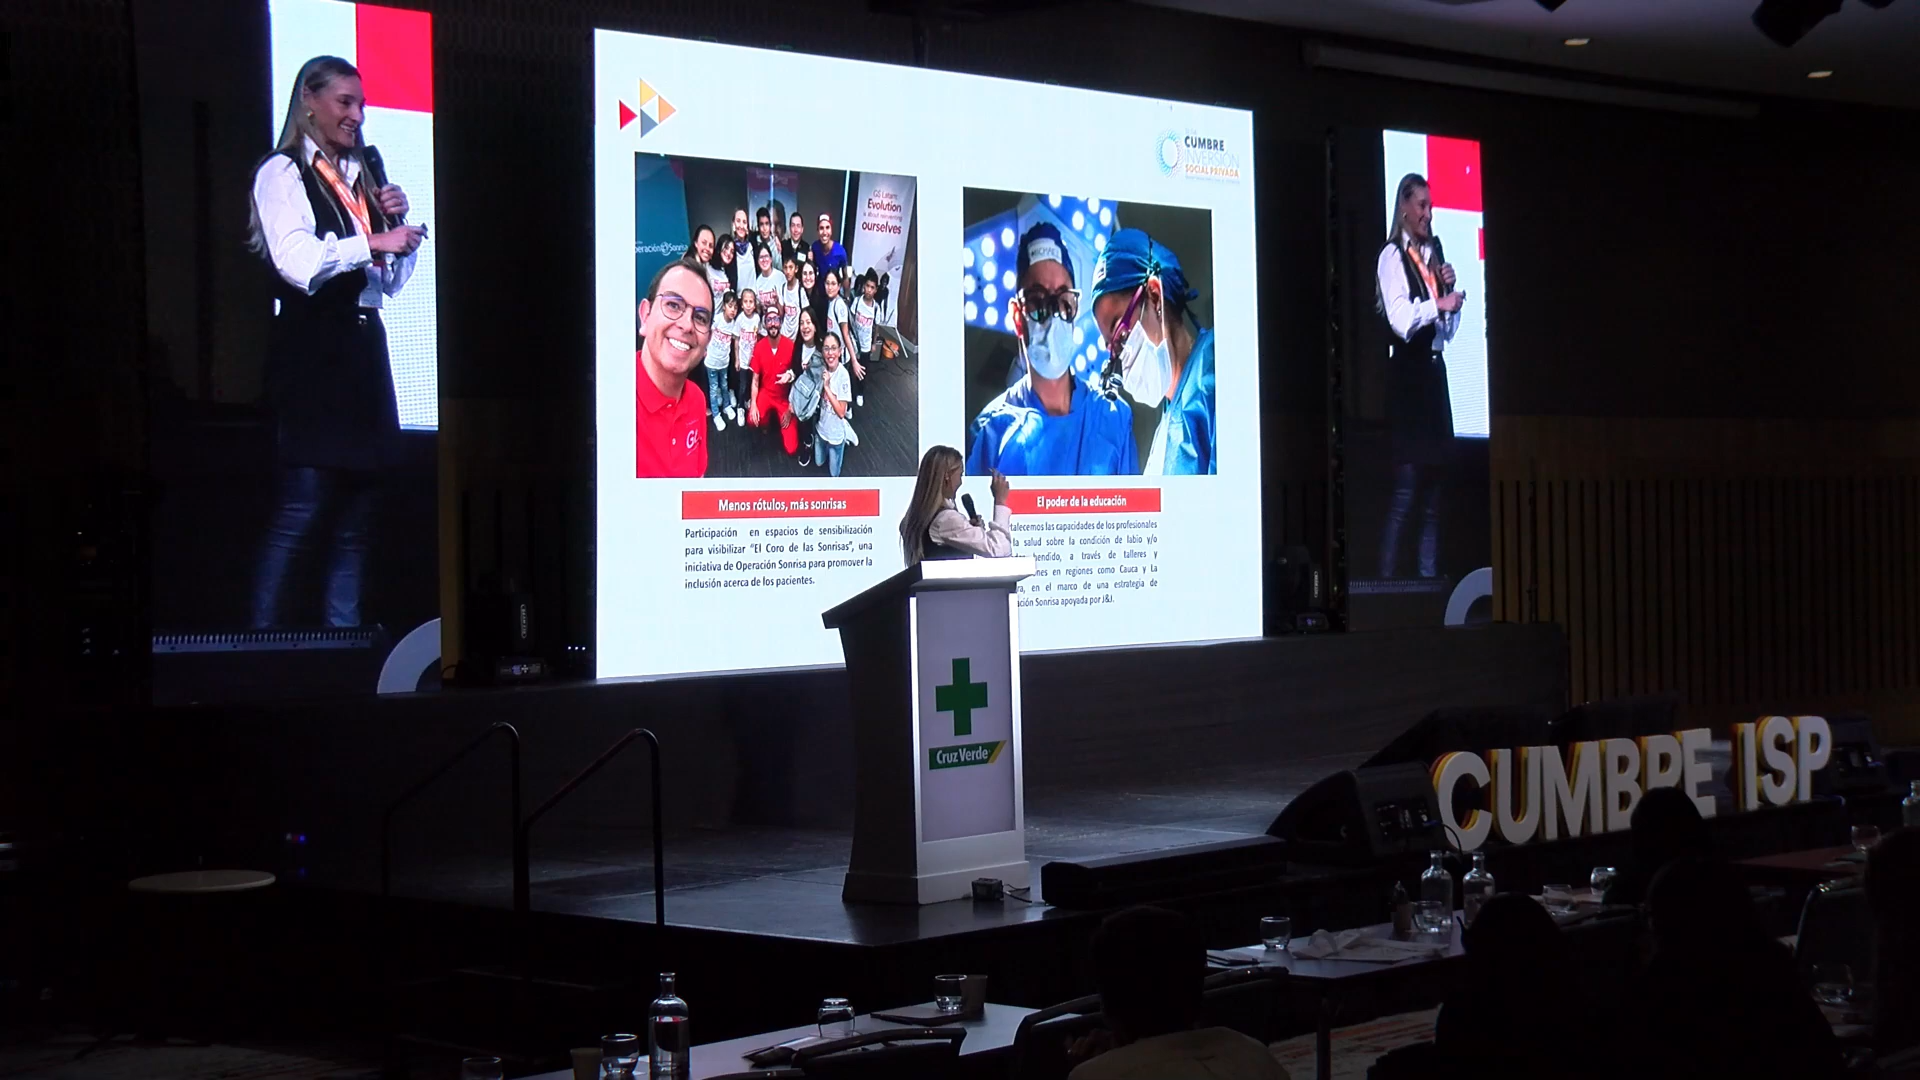 CUMBRE
INVERSIÓN
SOCIAL PRIVADA
eración Sonrisa
GS Latam:
Evolution
is about reinventing
ourselves
MICHAEL
Menos rótulos, más sonrisas
Participación en espacios de sensibilización
para visibilizar "El Coro de las Sonrisas", una
iniciativa de Operación Sonrisa para promover la
inclusión acerca de los pacientes.
El poder de la educación
talecemos las capacidades de los profesionales
la salud sobre la condición de labio y/o
hendido, a través de talleres y
nes en regiones como Cauca y La
ra, en el marco de una estrategia de
ación Sonrisa apoyada por J&J.
Cruz Verde
CUMBRE ISP